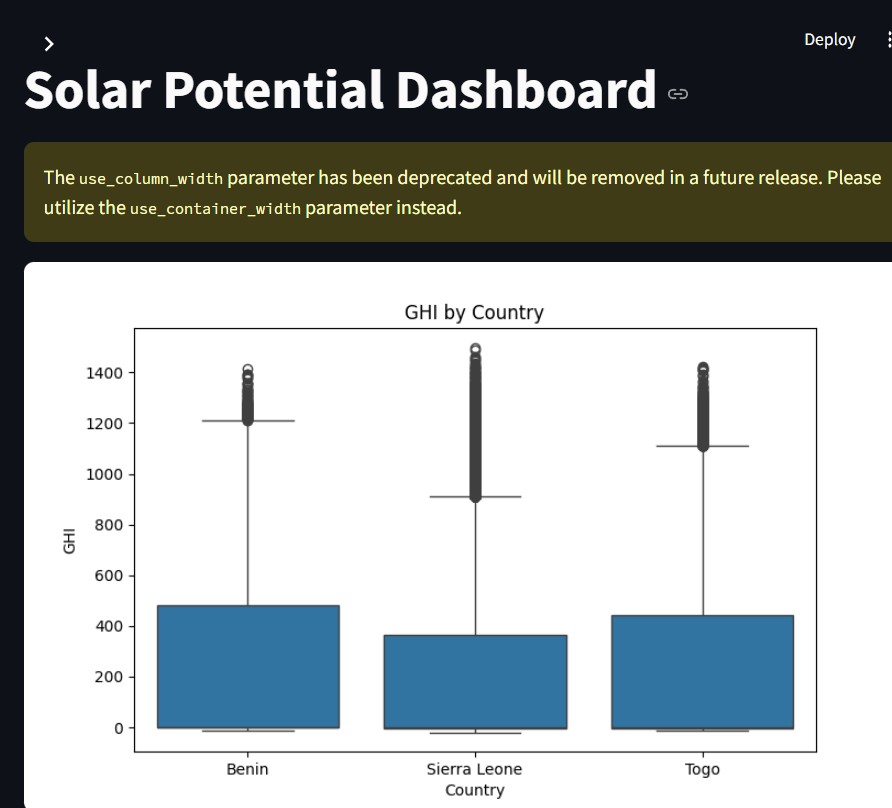 Deploy
Solar Potential Dashboard
The use_column_width parameter has been deprecated and will be removed in a future release. Please
utilize the use_container_width parameter instead.
GHI by Country
1400
1200
1000
800
600
400
200
0
GHI
Benin
Sierra Leone
Togo
Country